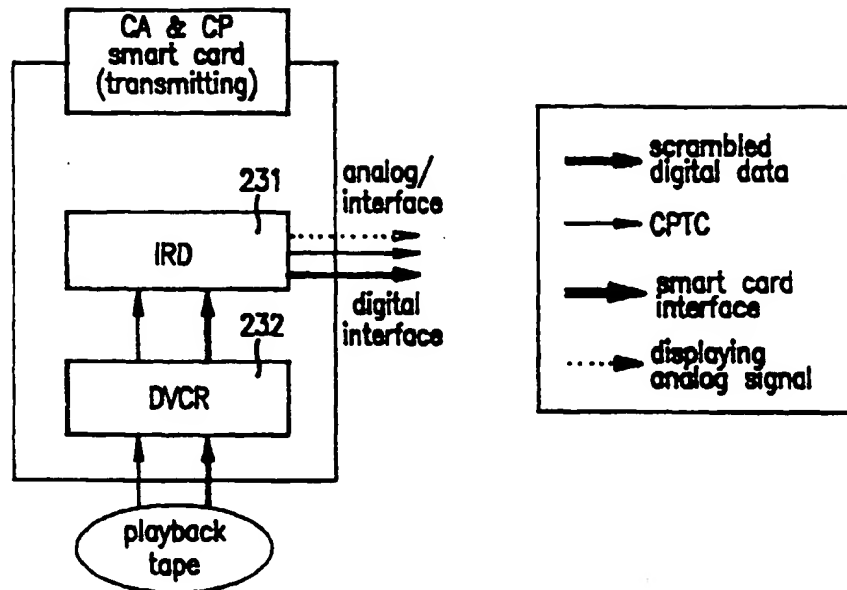 CA & CP
smart card
(transmitting)
231
analog/
interface
IRD
digital
interface
232
DVCR
playback
tape
scrambled
digital data
CPTC
smart card
interface
displaying
analog signal